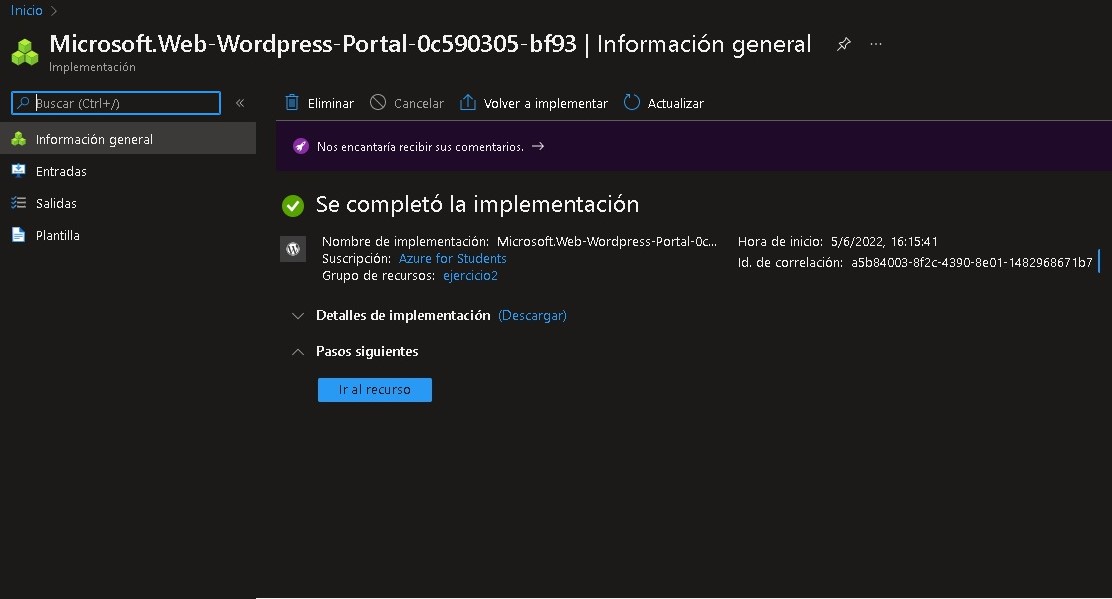 Inicio
Microsoft.Web-Wordpress-Portal-0c590305-bf93 | Información general
Implementación
Buscar (Ctrl+/)
Eliminar
Cancelar
Volver a implementar
Actualizar
Información general
Entradas
Salidas
Plantilla
Nos encantaría recibir sus comentarios.
Se completó la implementación
Nombre de implementación: Microsoft.Web-Wordpress-Portal-0c...
Suscripción: Azure for Students
Grupo de recursos: ejercicio2
Hora de inicio: 5/6/2022, 16:15:41
Id. de correlación: a5b84003-8f2c-4390-8e01-1482968671b7
Detalles de implementación (Descargar)
Pasos siguientes
Ir al recurso